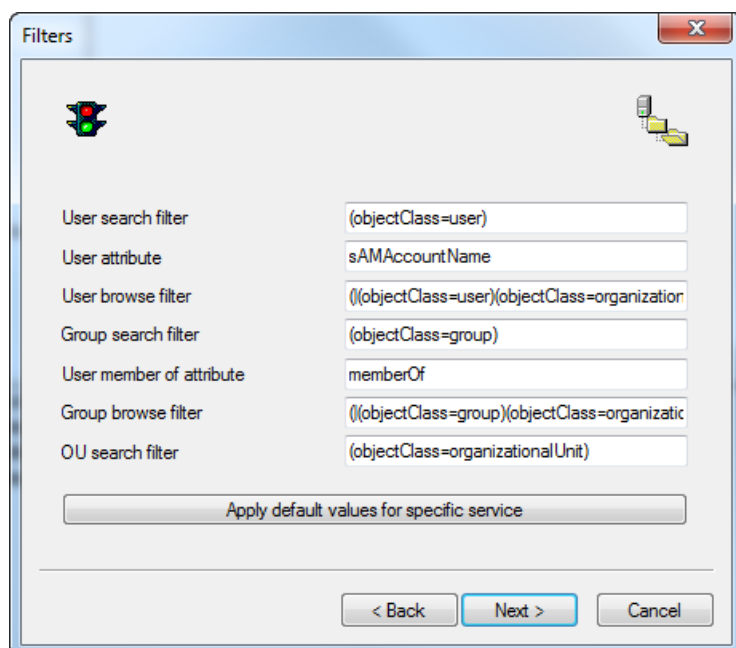 Filters
User search filter (objectClass=user)
User attribute sAMAccountName
User browse filter (|(objectClass=user)(objectClass=organization
Group search filter (objectClass=group)
User member of attribute memberOf
Group browse filter (|(objectClass=group)(objectClass=organizatic
OU search filter (objectClass=organizationalUnit)
Apply default values for specific service
< Back Next > Cancel